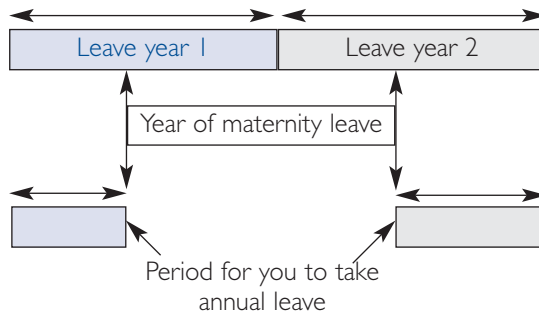 Leave year 1
Leave year 2
Year of maternity leave
Period for you to take
annual leave